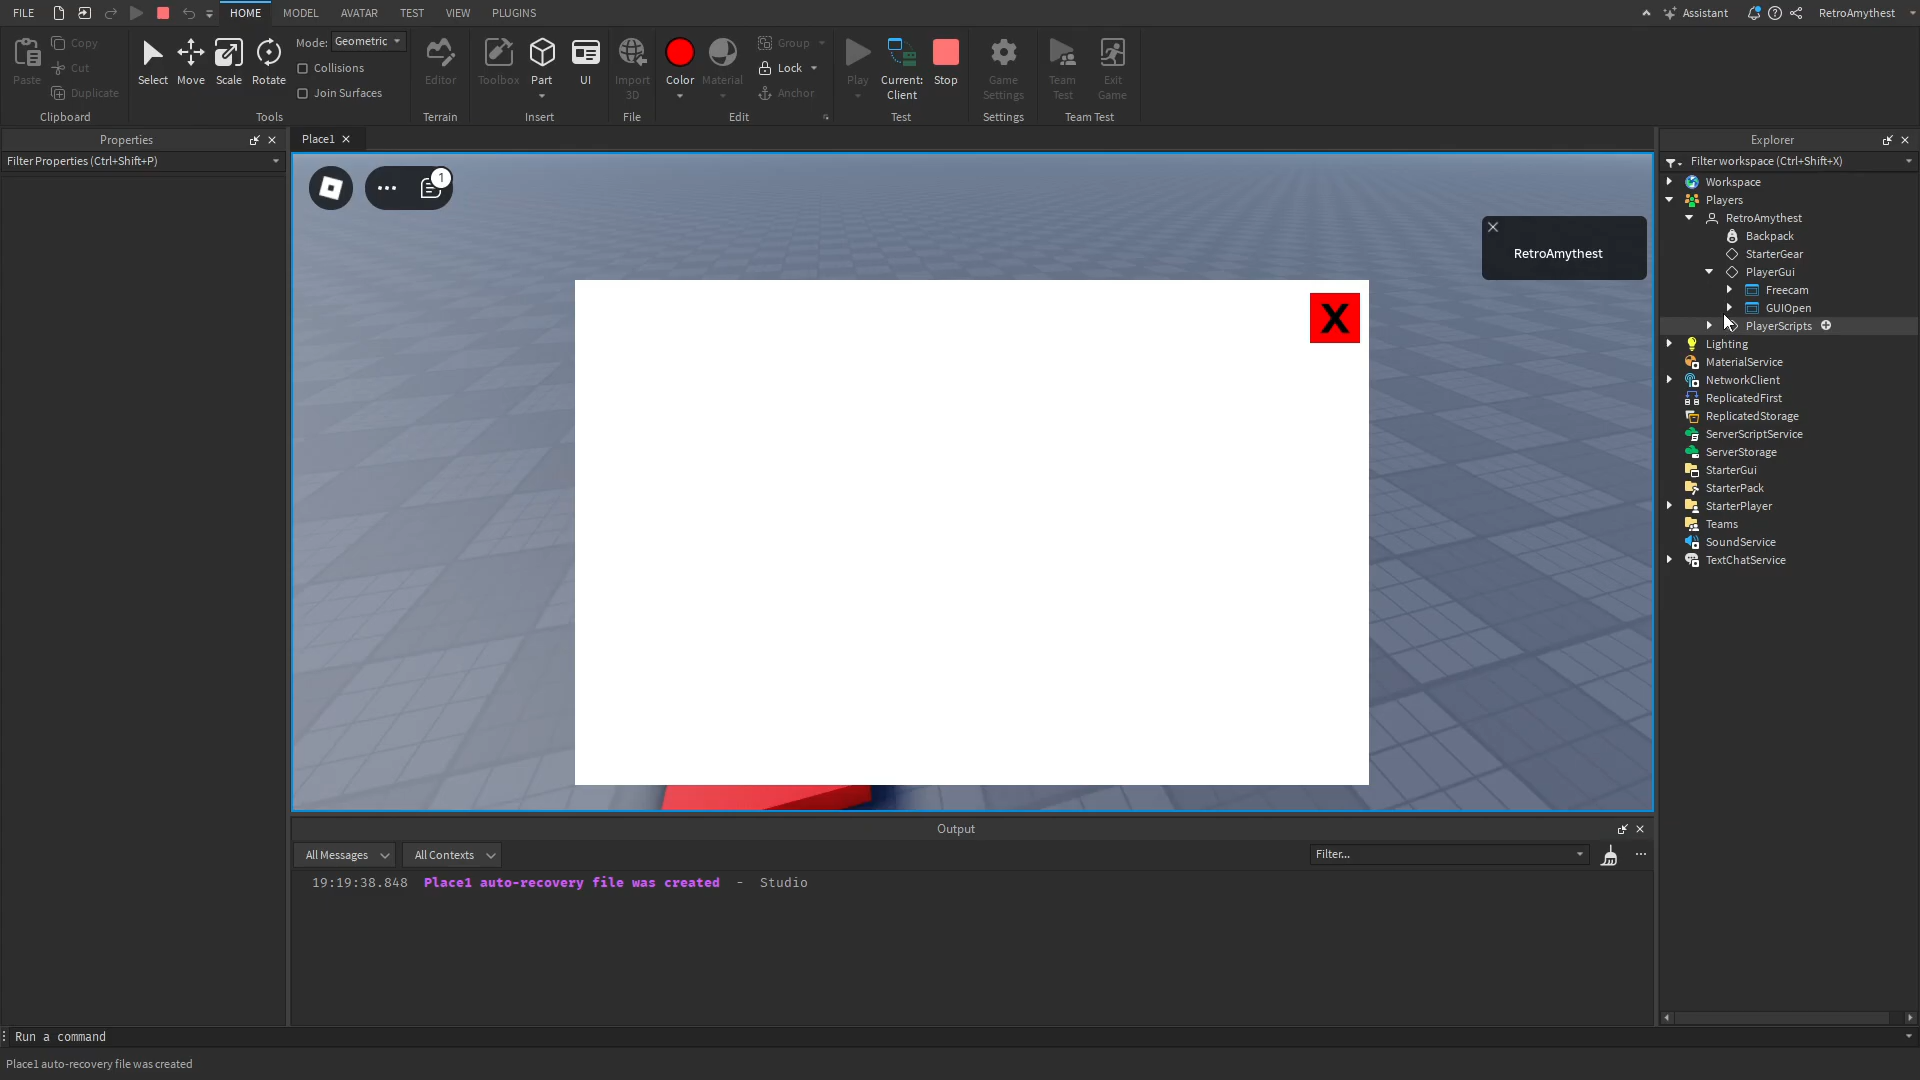 FILE HOME MODEL AVATAR TEST VIEW PLUGINS Assistant RetroAmythest
Paste Copy Cut Duplicate
Clipboard
Select Move Scale Rotate
Mode: Geometric
Collisions
Join Surfaces
Tools
Editor
Terrain
Toolbox Part UI
Insert
Import 3D
File
Color Material
Group
Lock
Anchor
Edit
Play Current: Client Stop
Test
Game Settings
Settings
Team Test Exit Game
Team Test
Properties
Filter Properties (Ctrl+Shift+P)
Place1
1
RetroAmythest
X
Explorer
Filter workspace (Ctrl+Shift+X)
Workspace
Players
RetroAmythest
Backpack
StarterGear
PlayerGui
Freecam
GUIOpen
PlayerScripts
Lighting
MaterialService
NetworkClient
ReplicatedFirst
ReplicatedStorage
ServerScriptService
ServerStorage
StarterGui
StarterPack
StarterPlayer
Teams
SoundService
TextChatService
Output
All Messages All Contexts Filter...
19:19:38.848 Place1 auto-recovery file was created - Studio
Run a command
Place1 auto-recovery file was created